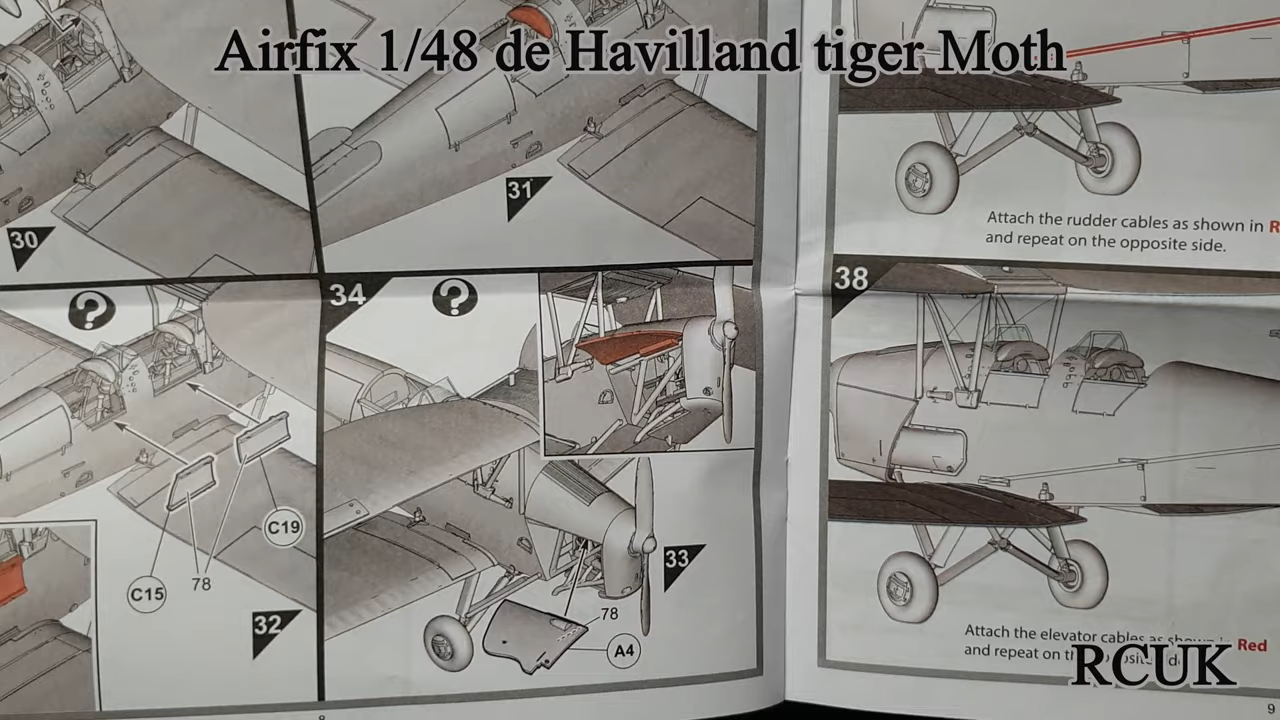 Airfix 1/48 de Havilland tiger Moth
30
31
Attach the rudder cables as shown in
and repeat on the opposite side.
?
34
?
38
C19
C15
78
32
33
78
A4
Attach the elevator cables as shown in Red
and repeat on the opposite
RCUK
8
9